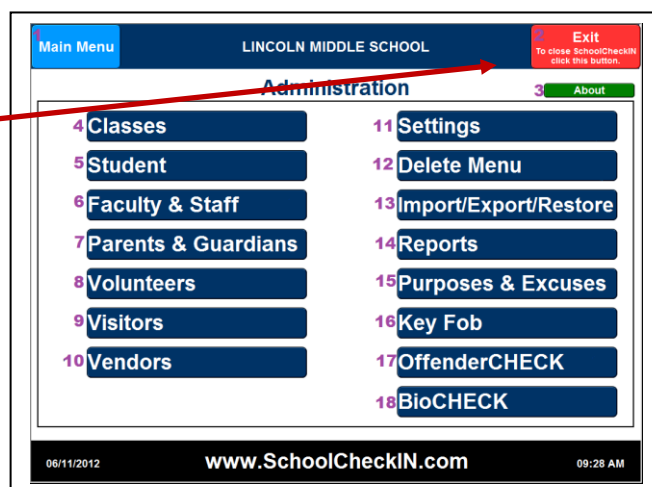 1 Main Menu
LINCOLN MIDDLE SCHOOL
2 Exit
To close SchoolCheckIN
click this button.
Administration
3 About
4 Classes
11 Settings
5 Student
12 Delete Menu
6 Faculty & Staff
13 Import/Export/Restore
7 Parents & Guardians
14 Reports
8 Volunteers
15 Purposes & Excuses
9 Visitors
16 Key Fob
10 Vendors
17 OffenderCHECK
18 BioCHECK
06/11/2012
www.SchoolCheckIN.com
09:28 AM